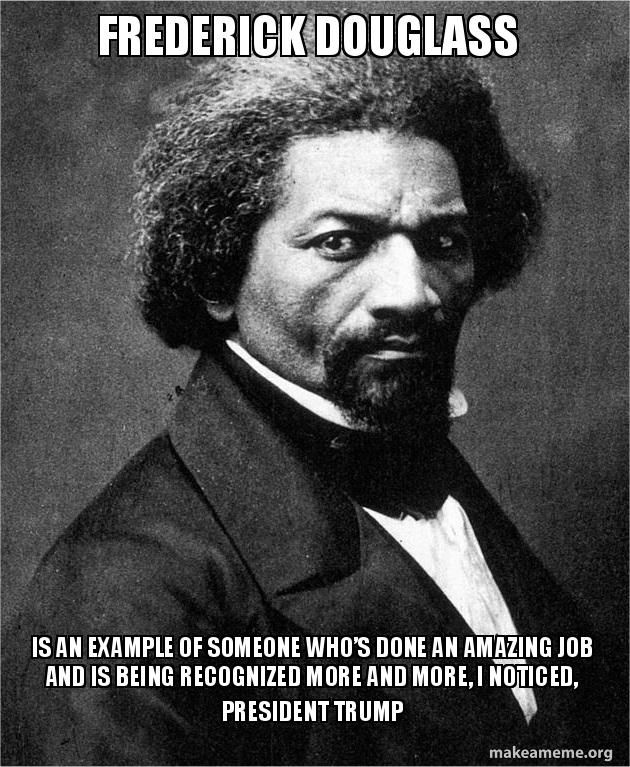 FREDERICK DOUGLASS
IS AN EXAMPLE OF SOMEONE WHO'S DONE AN AMAZING JOB
AND IS BEING RECOGNIZED MORE AND MORE, I NOTICED,
PRESIDENT TRUMP
makeameme.org